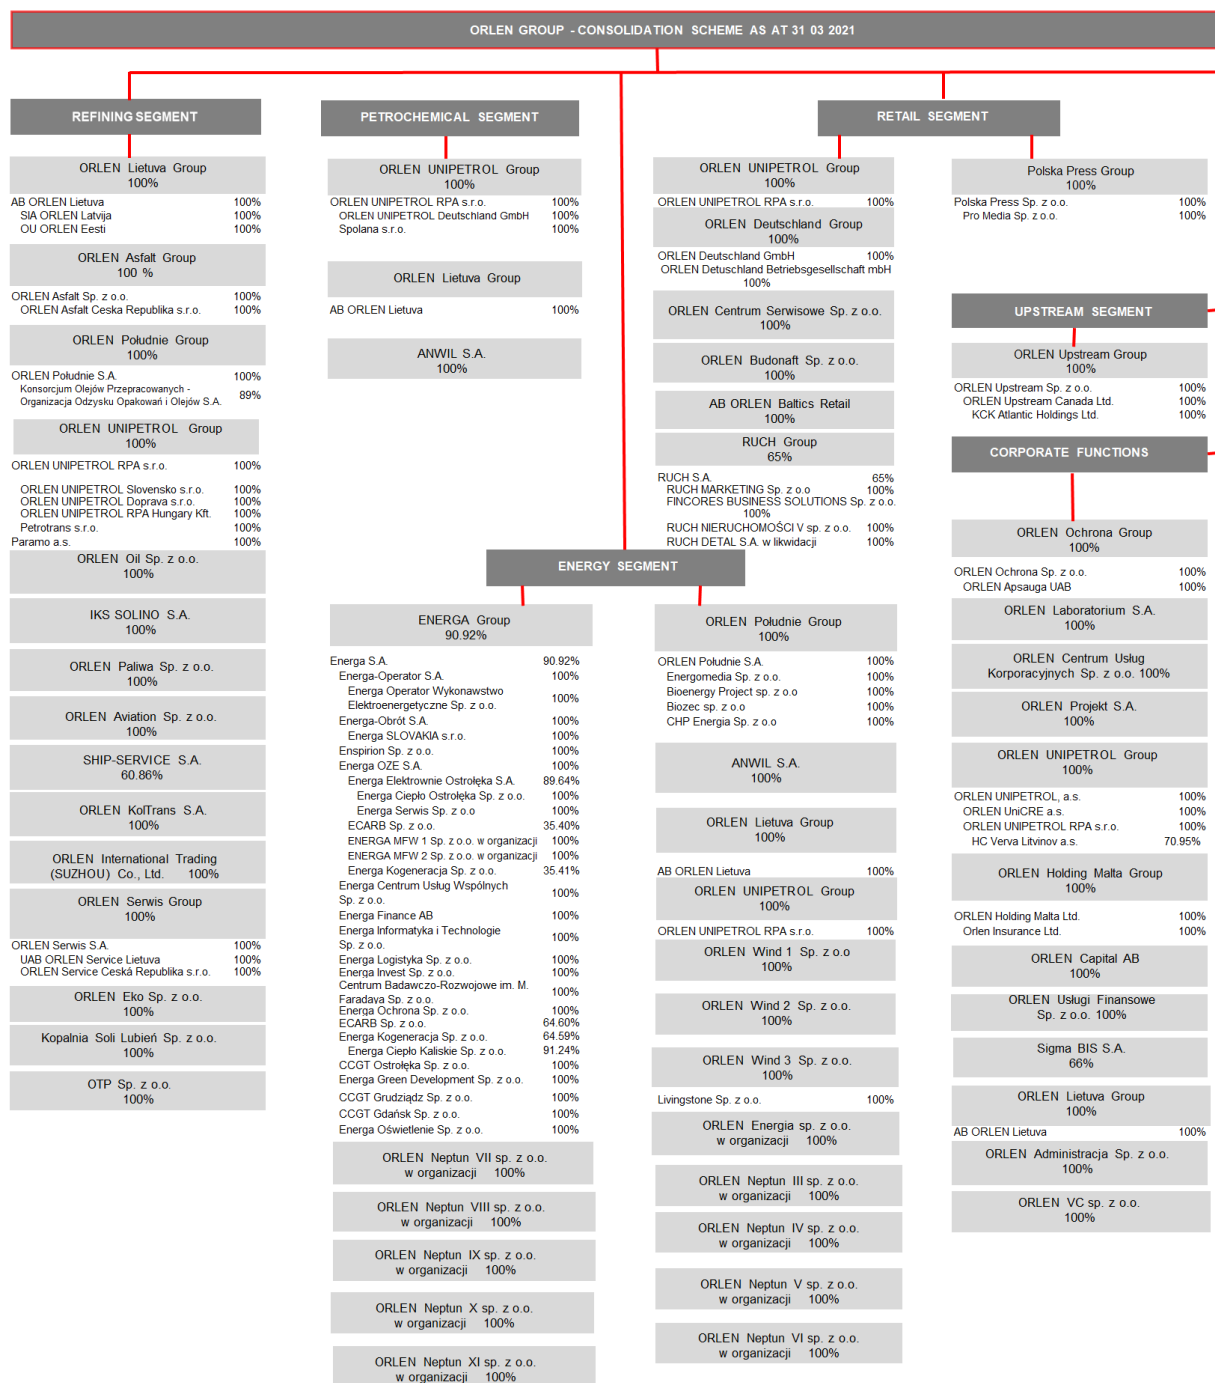 ORLEN GROUP - CONSOLIDATION SCHEME AS AT 31 03 2021
REFINING SEGMENT
ORLEN Lietuva Group
100%
AB ORLEN Lietuva 100%
SIA ORLEN Latvija 100%
OU ORLEN Eesti 100%
ORLEN Asfalt Group
100 %
ORLEN Asfalt Sp. z o.o. 100%
ORLEN Asfalt Ceska Republika s.r.o. 100%
ORLEN Południe Group
100%
ORLEN Południe S.A. 100%
Konsorcjum Olejów Przepracowanych -
Organizacja Odzysku Opakowań i Olejów S.A. 89%
ORLEN UNIPETROL Group
100%
ORLEN UNIPETROL RPA s.r.o. 100%
ORLEN UNIPETROL Slovensko s.r.o. 100%
ORLEN UNIPETROL Doprava s.r.o. 100%
ORLEN UNIPETROL RPA Hungary Kft. 100%
Petrotrans s.r.o. 100%
Paramo a.s. 100%
ORLEN Oil Sp. z o.o.
100%
IKS SOLINO S.A.
100%
ORLEN Paliwa Sp. z o.o.
100%
ORLEN Aviation Sp. z o.o.
100%
SHIP-SERVICE S.A.
60.86%
ORLEN KolTrans S.A.
100%
ORLEN International Trading
(SUZHOU) Co., Ltd. 100%
ORLEN Serwis Group
100%
ORLEN Serwis S.A. 100%
UAB ORLEN Service Lietuva 100%
ORLEN Service Ceská Republika s.r.o. 100%
ORLEN Eko Sp. z o.o.
100%
Kopalnia Soli Lubień Sp. z o.o.
100%
OTP Sp. z o.o.
100%
PETROCHEMICAL SEGMENT
ORLEN UNIPETROL Group
100%
ORLEN UNIPETROL RPA s.r.o. 100%
ORLEN UNIPETROL Deutschland GmbH 100%
Spolana s.r.o. 100%
ORLEN Lietuva Group
AB ORLEN Lietuva 100%
ANWIL S.A.
100%
RETAIL SEGMENT
ORLEN UNIPETROL Group
100%
ORLEN UNIPETROL RPA s.r.o. 100%
ORLEN Deutschland Group
100%
ORLEN Deutschland GmbH 100%
ORLEN Detuschland Betriebsgesellschaft mbH
100%
ORLEN Centrum Serwisowe Sp. z o.o.
100%
ORLEN Budonaft Sp. z o.o.
100%
AB ORLEN Baltics Retail
100%
RUCH Group
65%
RUCH S.A. 65%
RUCH MARKETING Sp. z o.o 100%
FINCORES BUSINESS SOLUTIONS Sp. z o.o.
100%
RUCH NIERUCHOMOŚCI V sp. z o.o. 100%
RUCH DETAL S.A. w likwidacji 100%
Polska Press Group
100%
Polska Press Sp. z o.o. 100%
Pro Media Sp. z o.o. 100%
UPSTREAM SEGMENT
ORLEN Upstream Group
100%
ORLEN Upstream Sp. z o.o. 100%
ORLEN Upstream Canada Ltd. 100%
KCK Atlantic Holdings Ltd. 100%
CORPORATE FUNCTIONS
ORLEN Ochrona Group
100%
ORLEN Ochrona Sp. z o.o. 100%
ORLEN Apsauga UAB 100%
ORLEN Laboratorium S.A.
100%
ORLEN Centrum Usług
Korporacyjnych Sp. z o.o. 100%
ORLEN Projekt S.A.
100%
ORLEN UNIPETROL Group
100%
ORLEN UNIPETROL, a.s. 100%
ORLEN UniCRE a.s. 100%
ORLEN UNIPETROL RPA s.r.o. 100%
HC Verva Litvinov a.s. 70.95%
ORLEN Holding Malta Group
100%
ORLEN Holding Malta Ltd. 100%
Orlen Insurance Ltd. 100%
ORLEN Capital AB
100%
ORLEN Usługi Finansowe
Sp. z o.o. 100%
Sigma BIS S.A.
66%
ORLEN Lietuva Group
100%
AB ORLEN Lietuva 100%
ORLEN Administracja Sp. z o.o.
100%
ORLEN VC sp. z o.o.
100%
ENERGY SEGMENT
ENERGA Group
90.92%
Energa S.A. 90.92%
Energa-Operator S.A. 100%
Energa Operator Wykonawstwo
Elektroenergetyczne Sp. z o.o. 100%
Energa-Obrót S.A. 100%
Energa SLOVAKIA s.r.o. 100%
Enspirion Sp. z o.o. 100%
Energa OZE S.A. 100%
Energa Elektrownie Ostrołęka S.A. 89.64%
Energa Ciepło Ostrołęka Sp. z o.o. 100%
Energa Serwis Sp. z o.o 100%
ECARB Sp. z o.o. 35.40%
ENERGA MFW 1 Sp. z o.o. w organizacji 100%
ENERGA MFW 2 Sp. z o.o. w organizacji 100%
Energa Kogeneracja Sp. z o.o. 35.41%
Energa Centrum Usług Wspólnych
Sp. z o.o. 100%
Energa Finance AB 100%
Energa Informatyka i Technologie
Sp. z o.o. 100%
Energa Logistyka Sp. z o.o. 100%
Energa Invest Sp. z o.o. 100%
Centrum Badawczo-Rozwojowe im. M.
Faradaya Sp. z o.o. 100%
Energa Ochrona Sp. z o.o. 100%
ECARB Sp. z o.o. 64.60%
Energa Kogeneracja Sp. z o.o. 64.59%
Energa Ciepło Kaliskie Sp. z o.o. 91.24%
CCGT Ostrołęka Sp. z o.o. 100%
Energa Green Development Sp. z o.o. 100%
CCGT Grudziądz Sp. z o.o. 100%
CCGT Gdańsk Sp. z o.o. 100%
Energa Oświetlenie Sp. z o.o. 100%
ORLEN Neptun VII sp. z o.o.
w organizacji 100%
ORLEN Neptun VIII sp. z o.o.
w organizacji 100%
ORLEN Neptun IX sp. z o.o.
w organizacji 100%
ORLEN Neptun X sp. z o.o.
w organizacji 100%
ORLEN Neptun XI sp. z o.o.
w organizacji 100%
ORLEN Południe Group
100%
ORLEN Południe S.A. 100%
Energomedia Sp. z o.o. 100%
Bioenergy Project sp. z o.o 100%
Biozec sp. z o.o 100%
CHP Energia Sp. z o.o 100%
ANWIL S.A.
100%
ORLEN Lietuva Group
100%
AB ORLEN Lietuva 100%
ORLEN UNIPETROL Group
100%
ORLEN UNIPETROL RPA s.r.o. 100%
ORLEN Wind 1 Sp. z o.o
100%
ORLEN Wind 2 Sp. z o.o.
100%
ORLEN Wind 3 Sp. z o.o.
100%
Livingstone Sp. z o.o. 100%
ORLEN Energia sp. z o.o.
w organizacji 100%
ORLEN Neptun III sp. z o.o.
w organizacji 100%
ORLEN Neptun IV sp. z o.o.
w organizacji 100%
ORLEN Neptun V sp. z o.o.
w organizacji 100%
ORLEN Neptun VI sp. z o.o.
w organizacji 100%